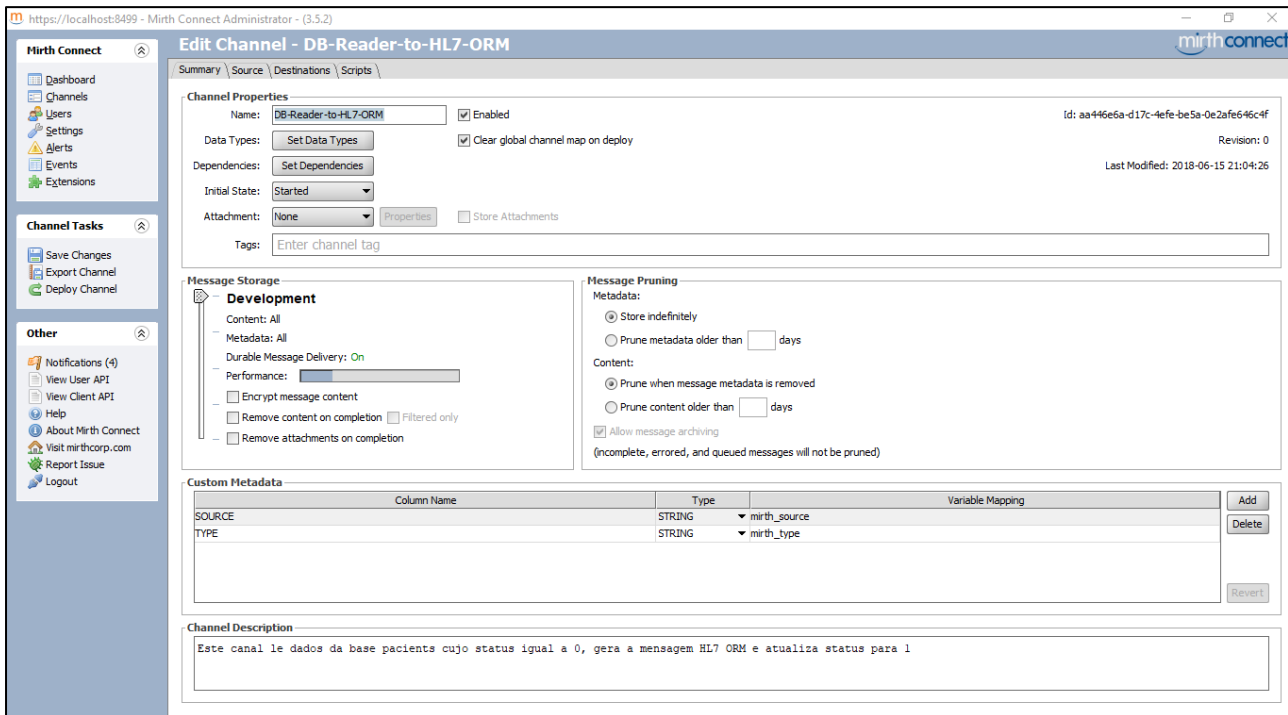 https://localhost:8499 - Mirth Connect Administrator - (3.5.2)
Mirth Connect
Dashboard
Channels
Users
Settings
Alerts
Events
Extensions
Channel Tasks
Save Changes
Export Channel
Deploy Channel
Other
Notifications (4)
View User API
View Client API
Help
About Mirth Connect
Visit mirthcorp.com
Report Issue
Logout
Edit Channel - DB-Reader-to-HL7-ORM
mirthconnect
Summary Source Destinations Scripts
Channel Properties
Name: DB-Reader-to-HL7-ORM Enabled Id: aa446e6a-d17c-4efe-be5a-0e2afe646c4f
Data Types: Set Data Types Clear global channel map on deploy Revision: 0
Dependencies: Set Dependencies Last Modified: 2018-06-15 21:04:26
Initial State: Started
Attachment: None Properties Store Attachments
Tags: Enter channel tag
Message Storage
Development
Content: All
Metadata: All
Durable Message Delivery: On
Performance:
Encrypt message content
Remove content on completion Filtered only
Remove attachments on completion
Message Pruning
Metadata:
Store indefinitely
Prune metadata older than days
Content:
Prune when message metadata is removed
Prune content older than days
Allow message archiving
(incomplete, errored, and queued messages will not be pruned)
Custom Metadata
Column Name Type Variable Mapping Add
SOURCE STRING mirth_source
Delete
TYPE STRING mirth_type
Revert
Channel Description
Este canal le dados da base pacients cujo status igual a 0, gera a mensagem HL7 ORM e atualiza status para 1